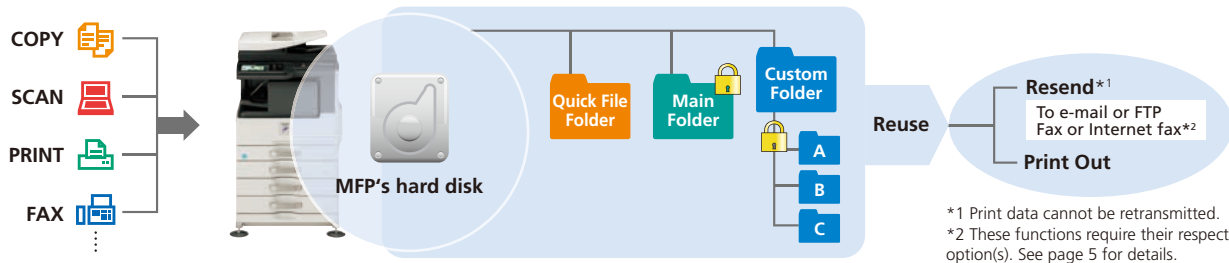 COPY
SCAN
PRINT
FAX
MFP's hard disk
Quick File
Folder
Main
Folder
Custom
Folder
A
B
C
Reuse
Resend*1
To e-mail or FTP
Fax or Internet fax*2
Print Out
*1 Print data cannot be retransmitted.
*2 These functions require their respect
option(s). See page 5 for details.